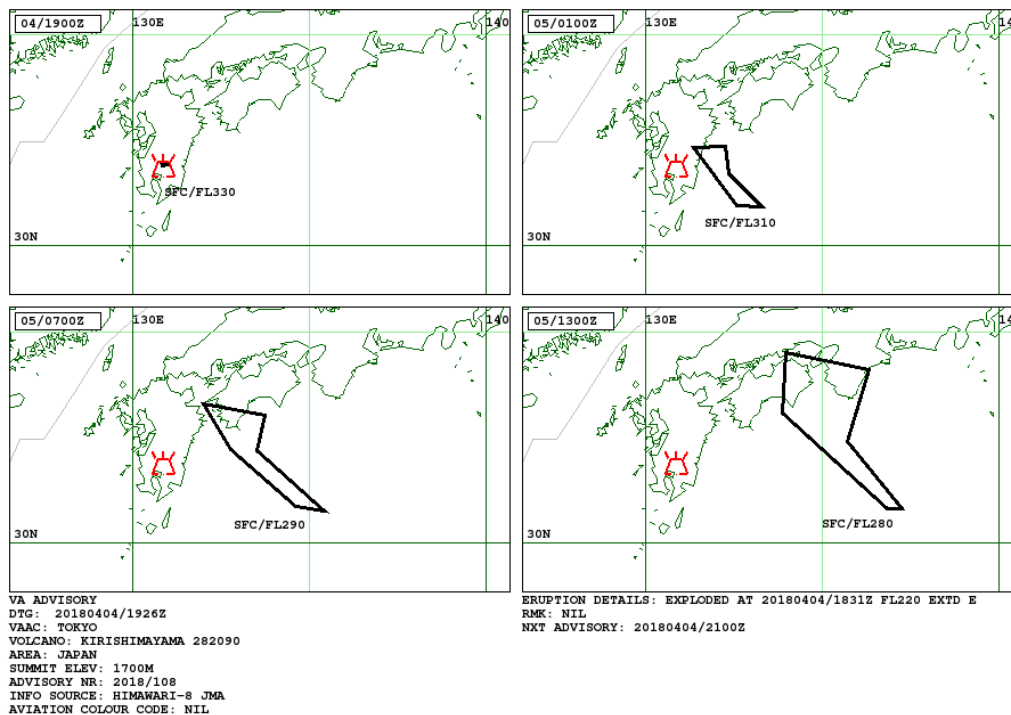 04/1900Z
130E
140
SFC/FL330
30N
05/0100Z
130E
140
SFC/FL310
30N
05/0700Z
130E
140
SFC/FL290
30N
05/1300Z
130E
140
SFC/FL280
30N
VA ADVISORY
DTG: 20180404/1926Z
VAAC: TOKYO
VOLCANO: KIRISHIMAYAMA 282090
AREA: JAPAN
SUMMIT ELEV: 1700M
ADVISORY NR: 2018/108
INFO SOURCE: HIMAWARI-8 JMA
AVIATION COLOUR CODE: NIL
ERUPTION DETAILS: EXPLODED AT 20180404/1831Z FL220 EXTD E
RMK: NIL
NXT ADVISORY: 20180404/2100Z